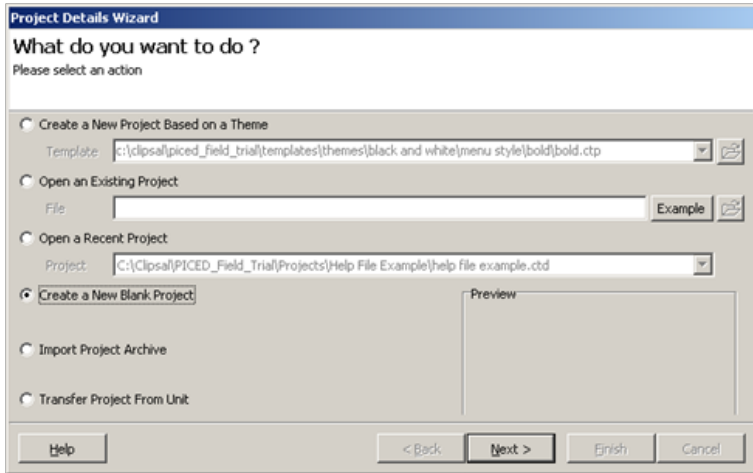 Project Details Wizard
What do you want to do ?
Please select an action
Create a New Project Based on a Theme
Template c:\clipsal\piced_field_trial\templates\themes\black and white\menu style\bold\bold.ctp
Open an Existing Project
File Example
Open a Recent Project
Project C:\Clipsal\PICED_Field_Trial\Projects\Help File Example\help file example.ctd
Create a New Blank Project Preview
Import Project Archive
Transfer Project From Unit
Help < Back Next > Finish Cancel